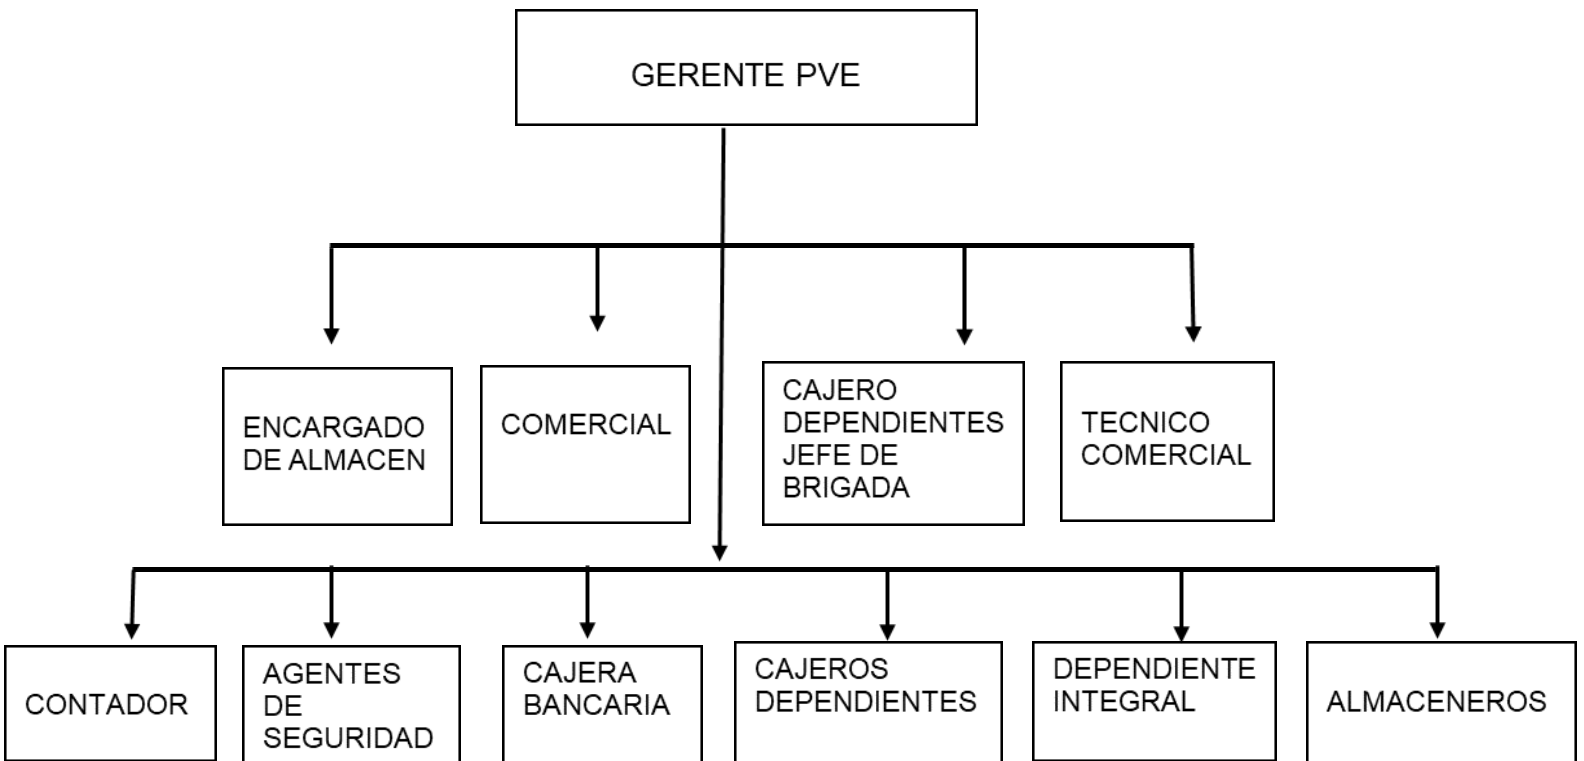 GERENTE PVE
ENCARGADO
DE ALMACEN
COMERCIAL
CAJERO
DEPENDIENTES
JEFE DE
BRIGADA
TECNICO
COMERCIAL
CONTADOR
AGENTES
DE
SEGURIDAD
CAJERA
BANCARIA
CAJEROS
DEPENDIENTES
DEPENDIENTE
INTEGRAL
ALMACENEROS